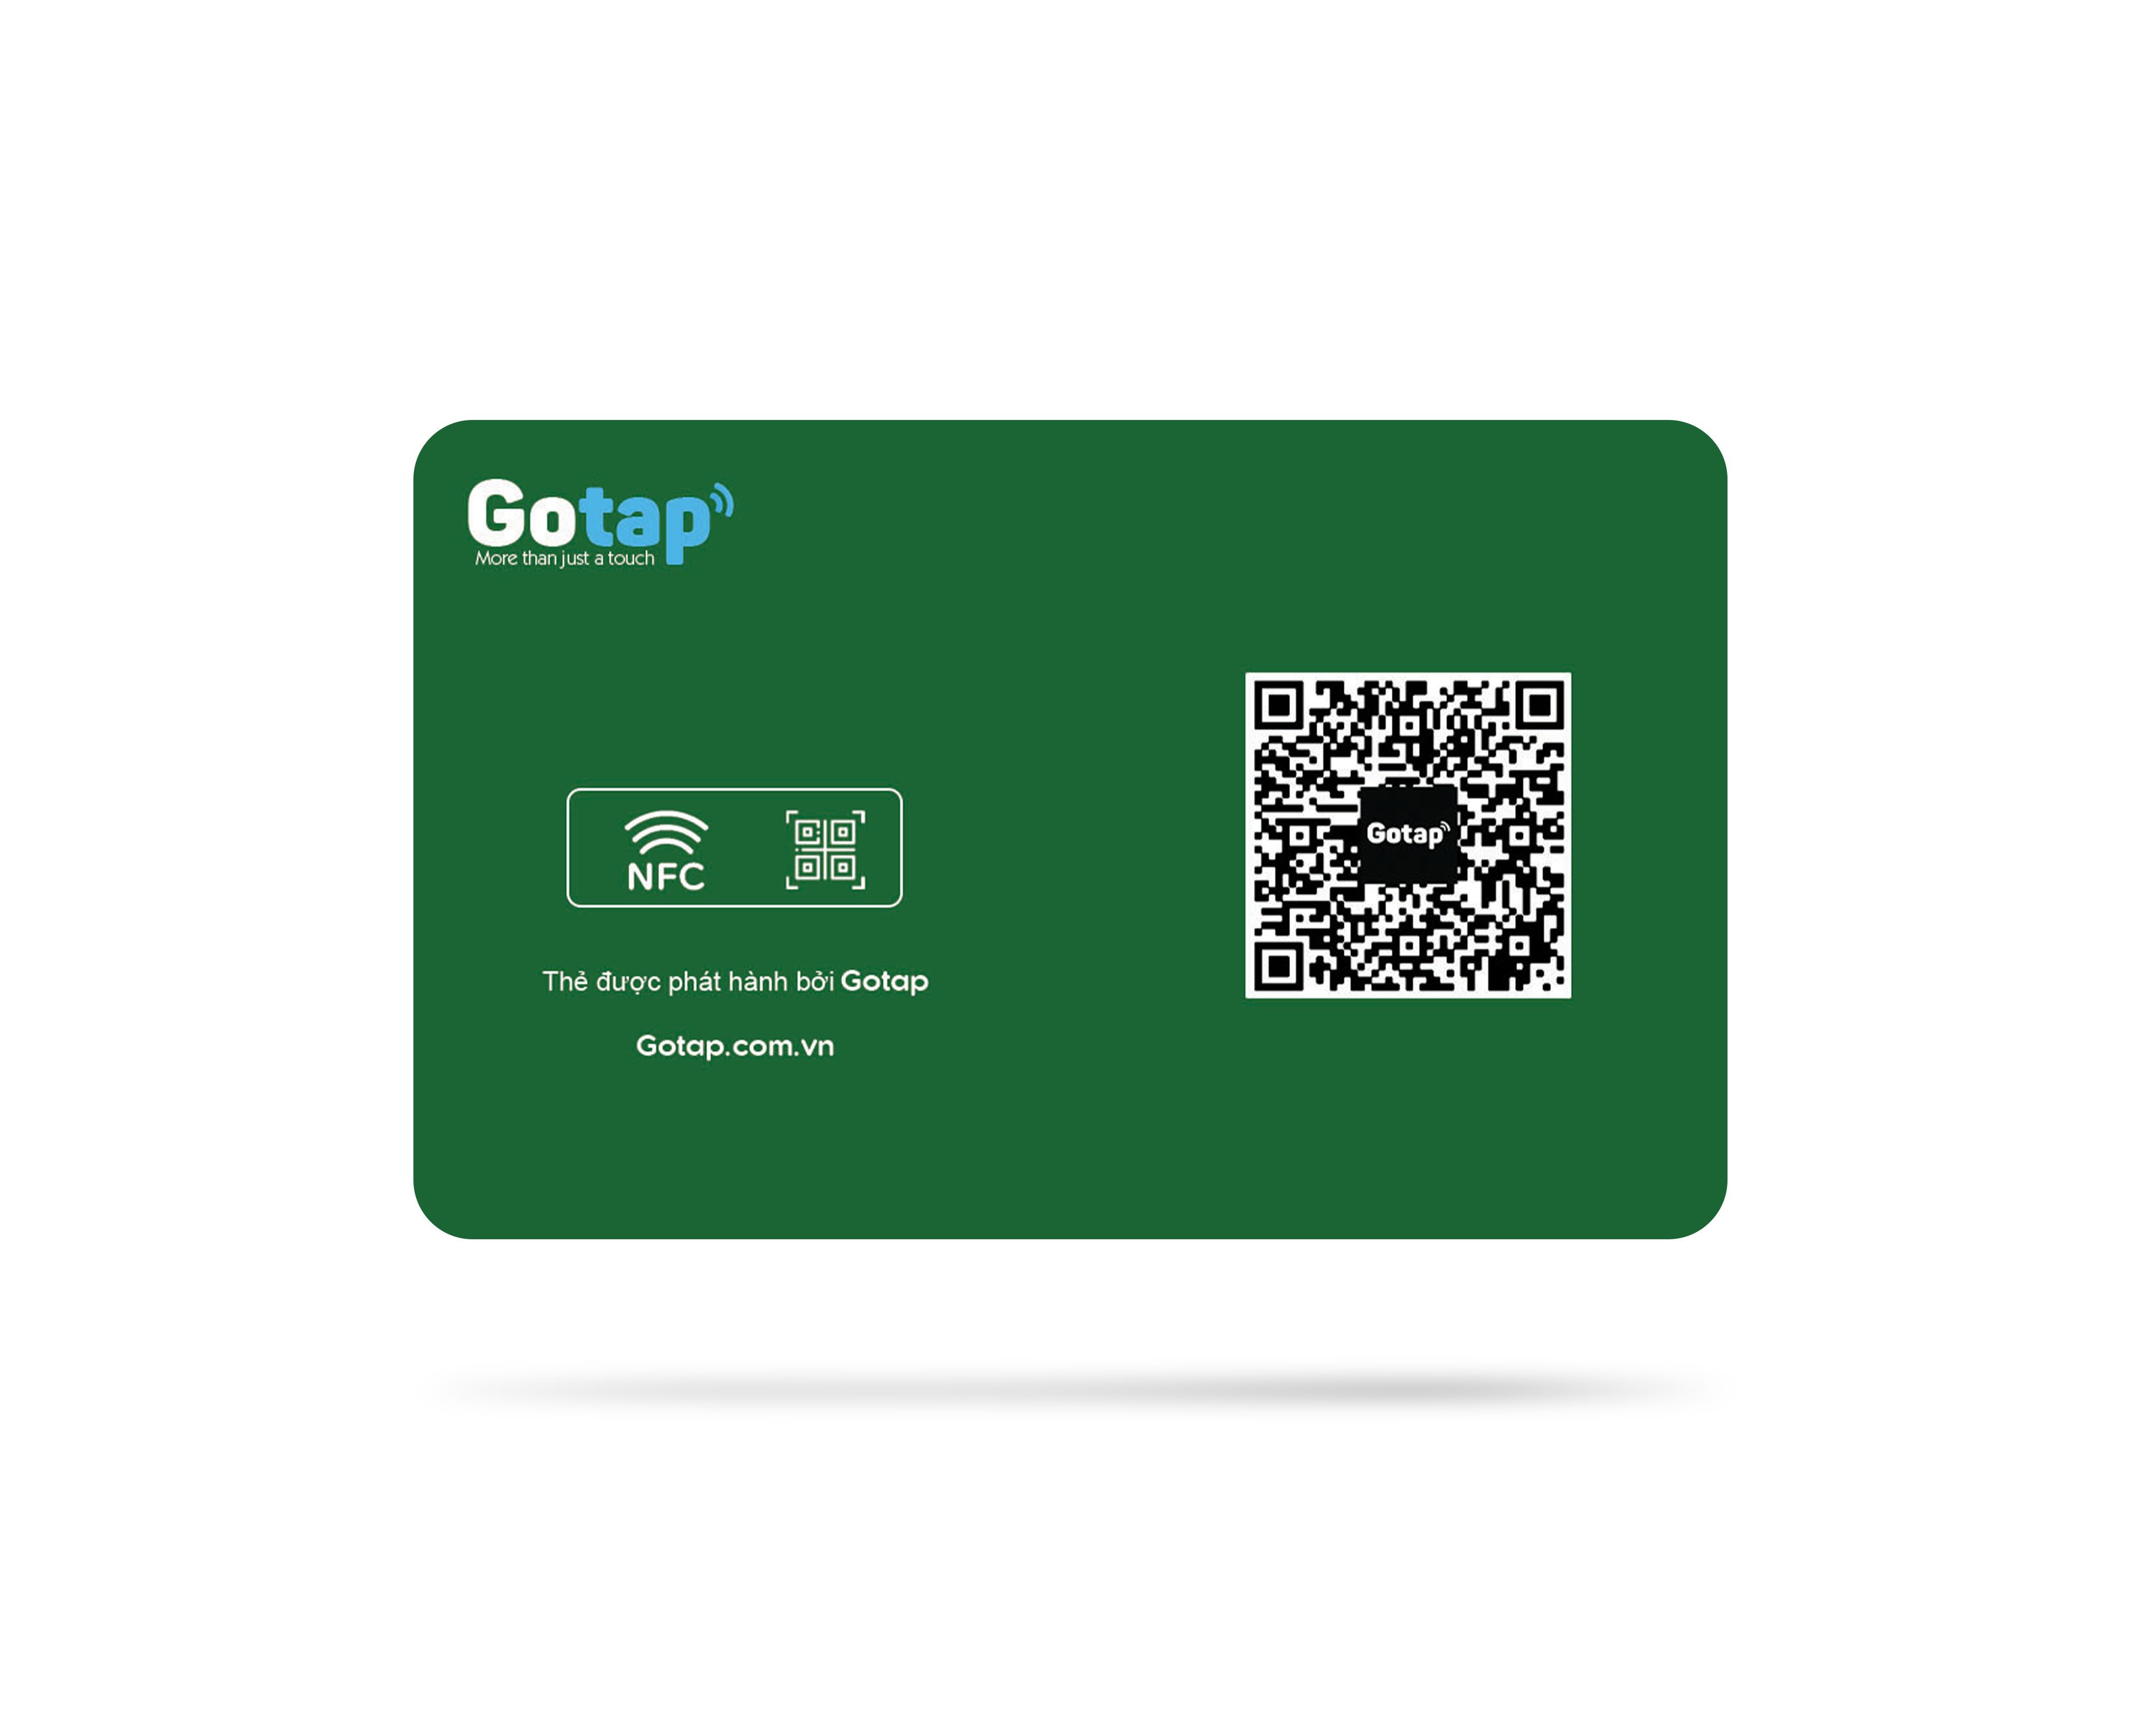 Gotap
More than just a touch
NFC
Thẻ được phát hành bởi Gotap
Gotap.com.vn
Gotap